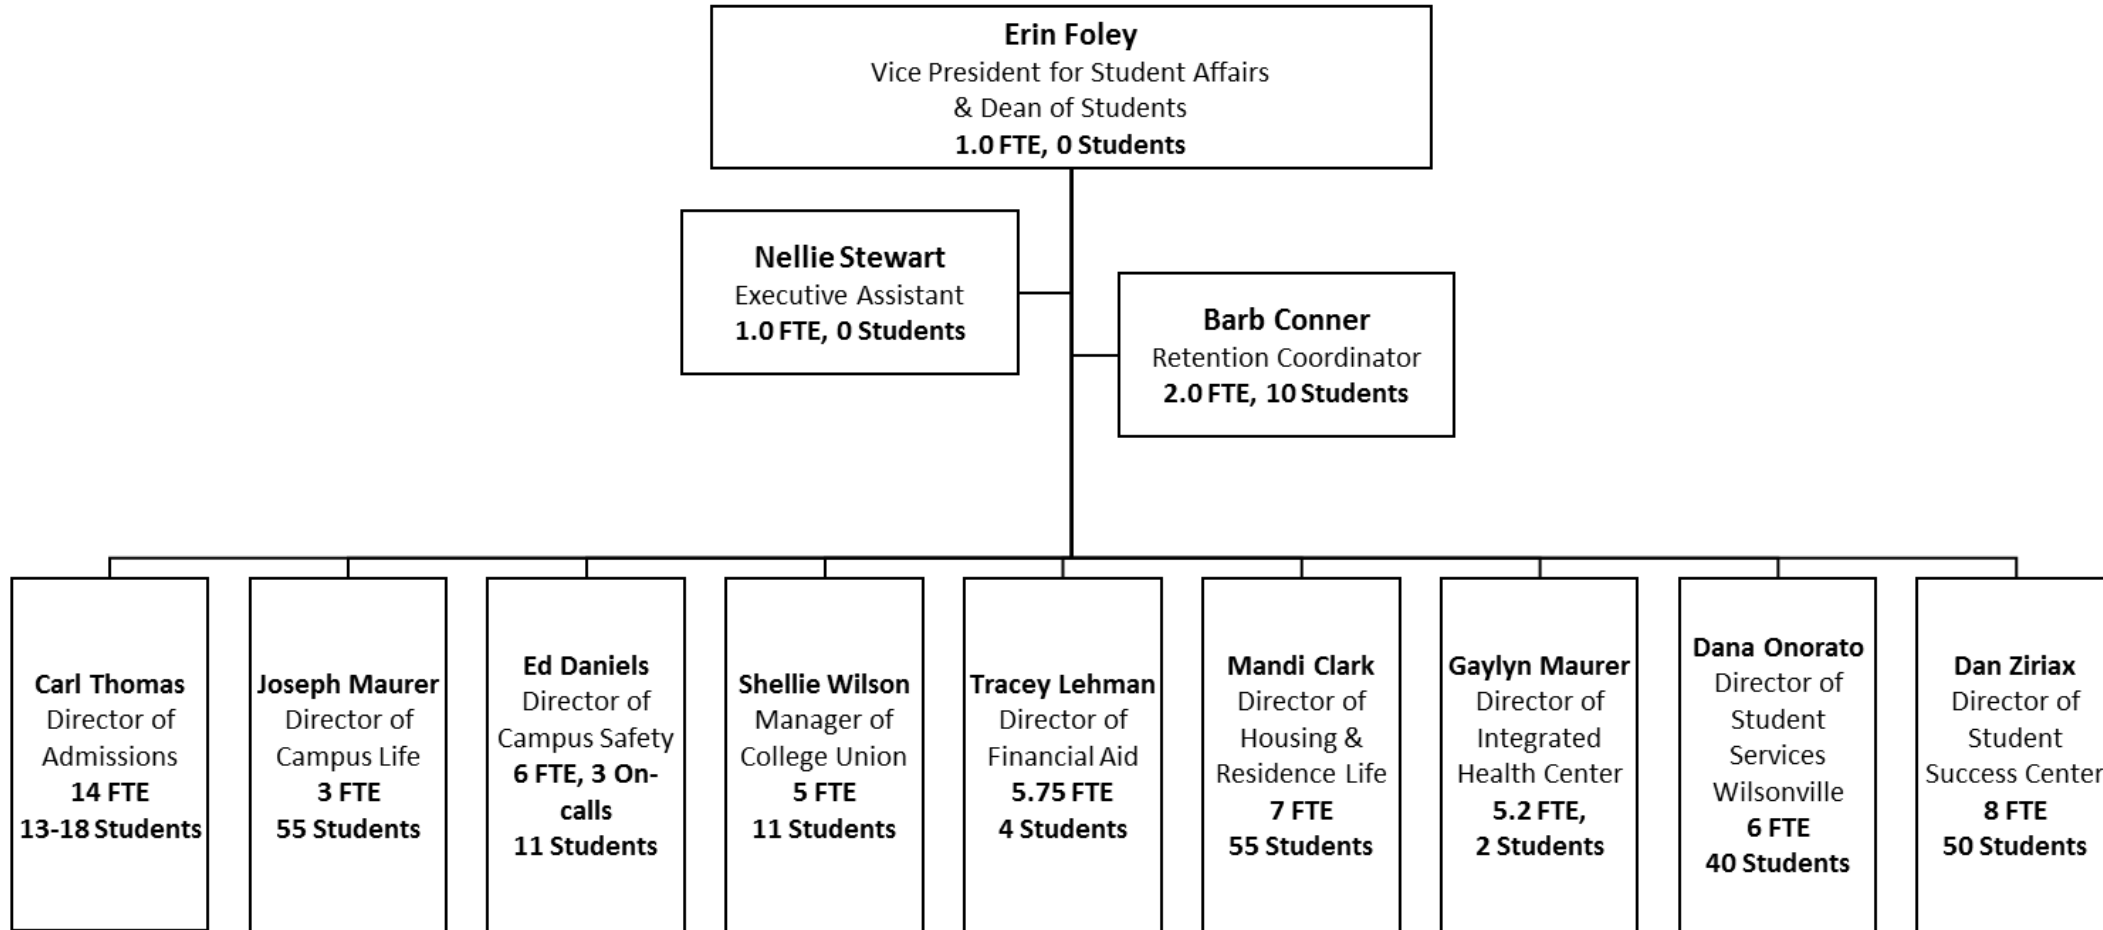 Erin Foley
Vice President for Student Affairs
& Dean of Students
1.0 FTE, 0 Students
Nellie Stewart
Executive Assistant
1.0 FTE, 0 Students
Barb Conner
Retention Coordinator
2.0 FTE, 10 Students
Carl Thomas
Director of
Admissions
14 FTE
13-18 Students
Joseph Maurer
Director of
Campus Life
3 FTE
55 Students
Ed Daniels
Director of
Campus Safety
6 FTE, 3 On-
calls
11 Students
Shellie Wilson
Manager of
College Union
5 FTE
11 Students
Tracey Lehman
Director of
Financial Aid
5.75 FTE
4 Students
Mandi Clark
Director of
Housing &
Residence Life
7 FTE
55 Students
Gaylyn Maurer
Director of
Integrated
Health Center
5.2 FTE,
2 Students
Dana Onorato
Director of
Student
Services
Wilsonville
6 FTE
40 Students
Dan Ziriax
Director of
Student
Success Center
8 FTE
50 Students